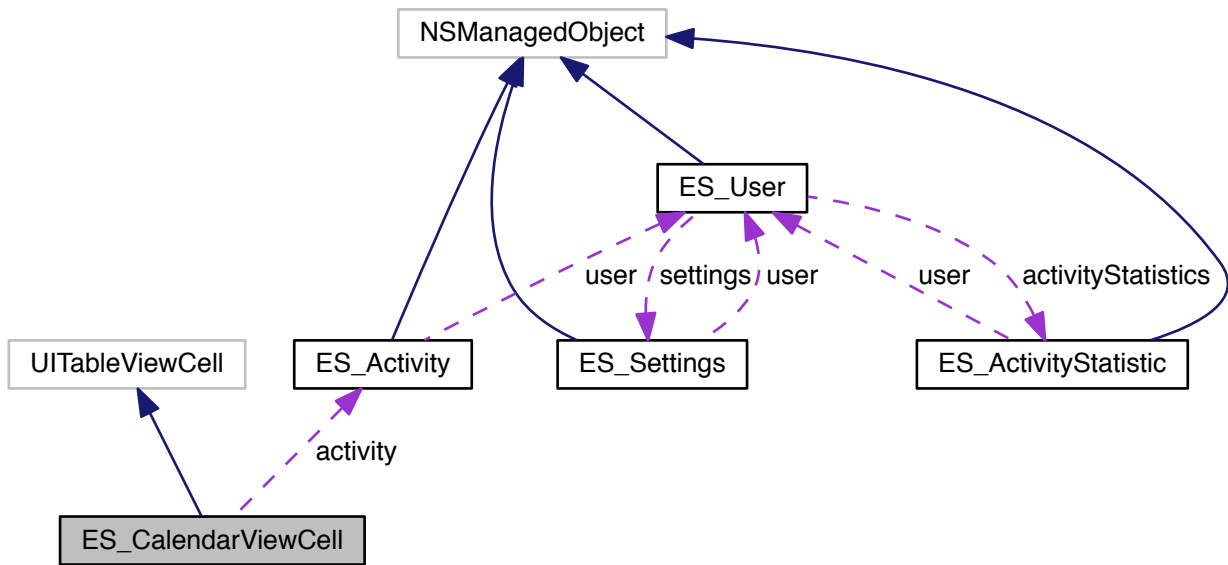 NSManagedObject
ES_User
user
settings
user
user
activityStatistics
UITableViewCell
ES_Activity
ES_Settings
ES_ActivityStatistic
activity
ES_CalendarViewCell